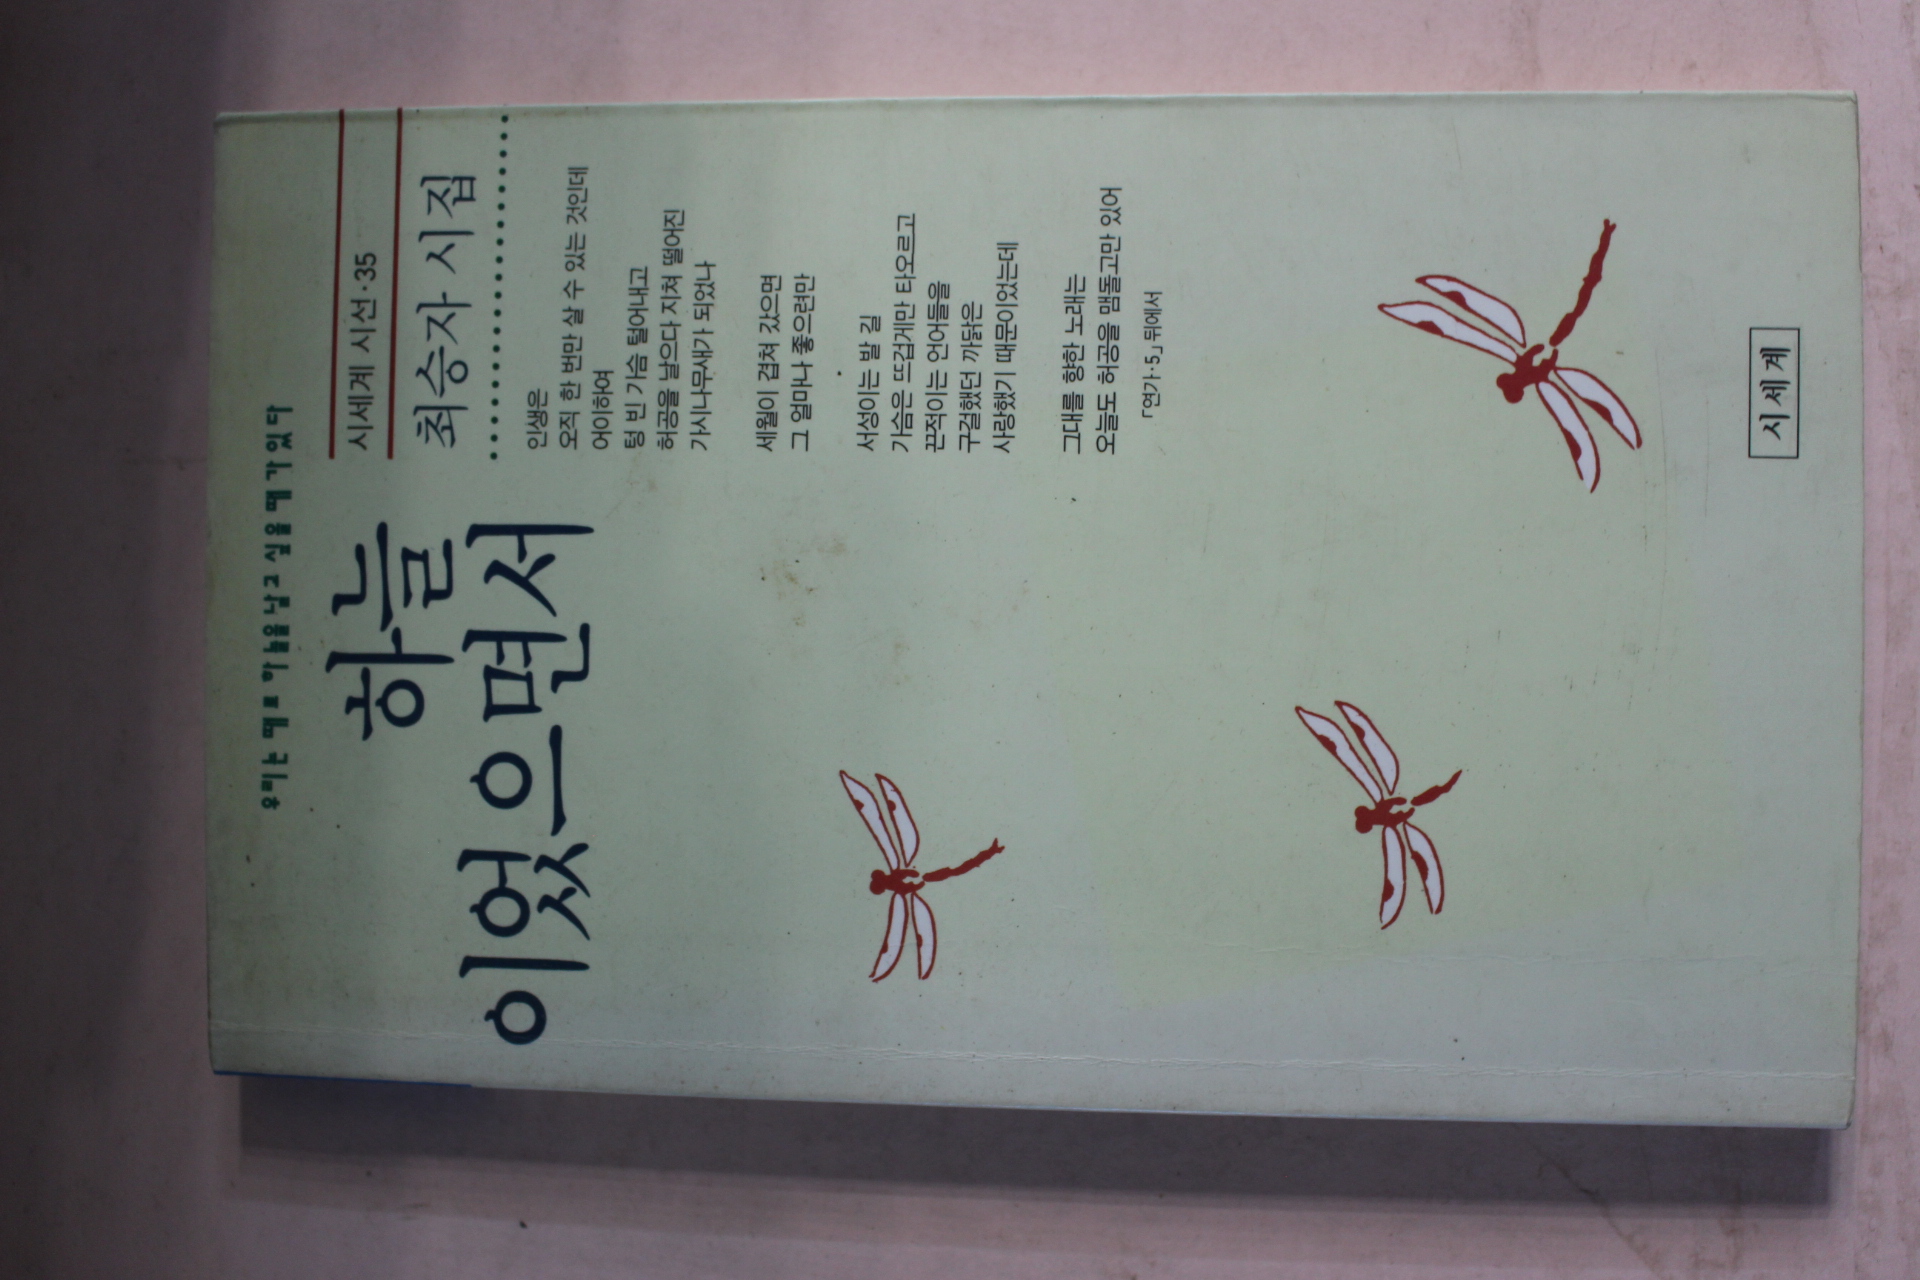 우리는 때로 하늘을 날고 싶을 때가 있다
하늘
이었으면서
시세계 시선·35
최승자 시집
인생은
오직 한 번만 살 수 있는 것인데
어이하여
텅 빈 가슴 털어내고
허공을 날으다 지쳐 떨어진
가시나무새가 되었나
세월이 겹쳐 갔으면
그 얼마나 좋으련만
서성이는 발 길
가슴은 뜨겁게만 타오르고
끈적이는 언어들을
구걸했던 까닭은
사랑했기 때문이었는데
그대를 향한 노래는
오늘도 허공을 맴돌고만 있어
「연가·5」뒤에서
시세계